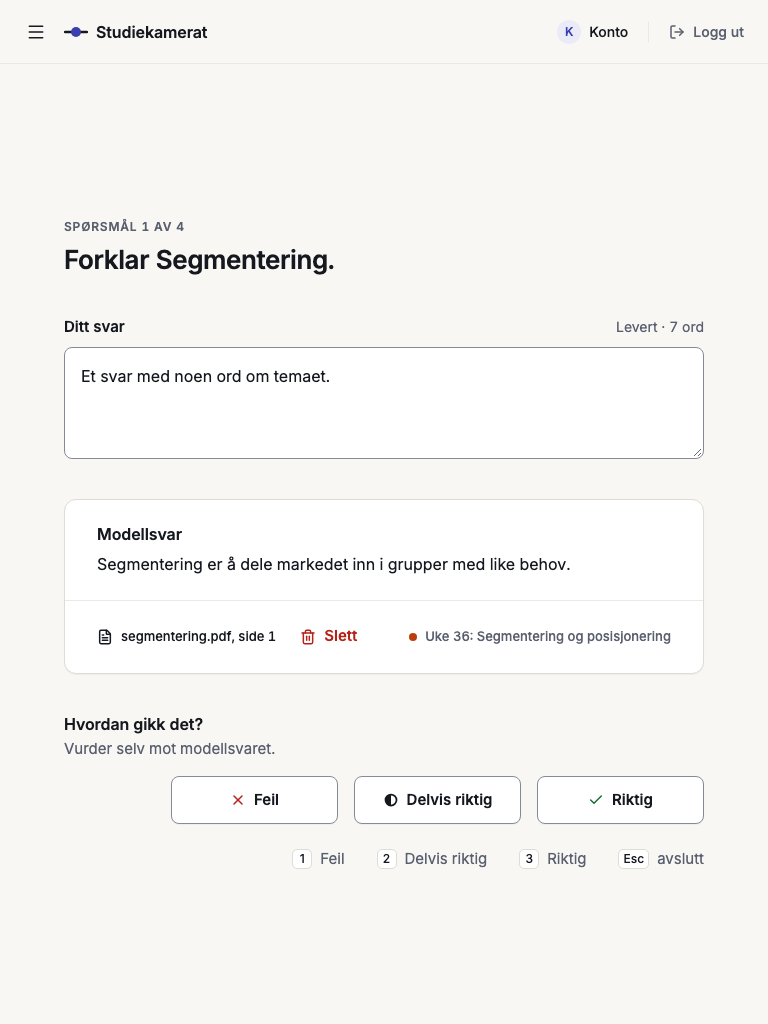 Studiekamerat
K Konto
Logg ut
SPØRSMÅL 1 AV 4
Forklar Segmentering.
Ditt svar
Levert · 7 ord
Et svar med noen ord om temaet.
Modellsvar
Segmentering er å dele markedet inn i grupper med like behov.
segmentering.pdf, side 1
Slett
Uke 36: Segmentering og posisjonering
Hvordan gikk det?
Vurder selv mot modellsvaret.
Feil
Delvis riktig
Riktig
1 Feil
2 Delvis riktig
3 Riktig
Esc avslutt